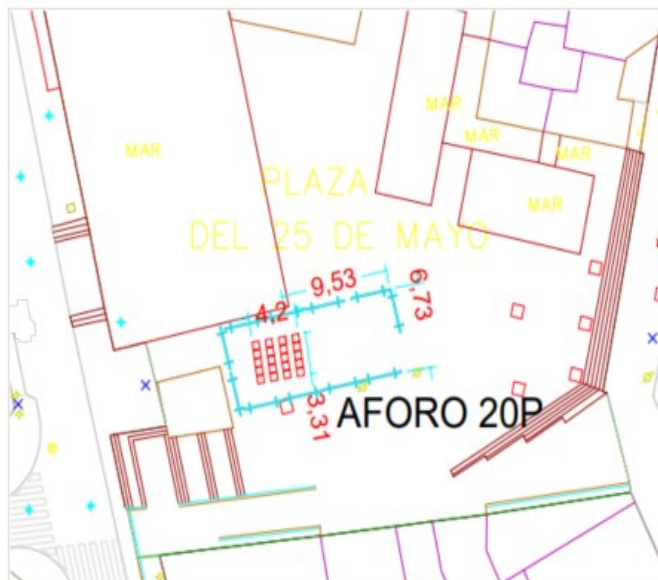 MAR
MAR
MAR
MAR
PLAZA
MAR
DEL 25 DE MAYO
9,53
6,73
4,2
3,31
AFORO 20P